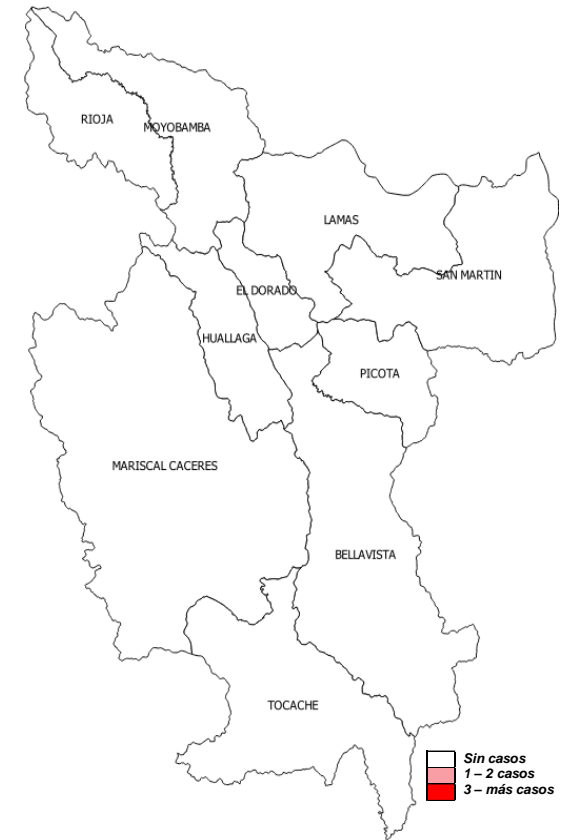 RIOJA
MOYOBAMBA
LAMAS
SAN MARTIN
EL DORADO
HUALLAGA
PICOTA
MARISCAL CACERES
BELLAVISTA
TOCACHE
Sin casos
1 – 2 casos
3 – más casos